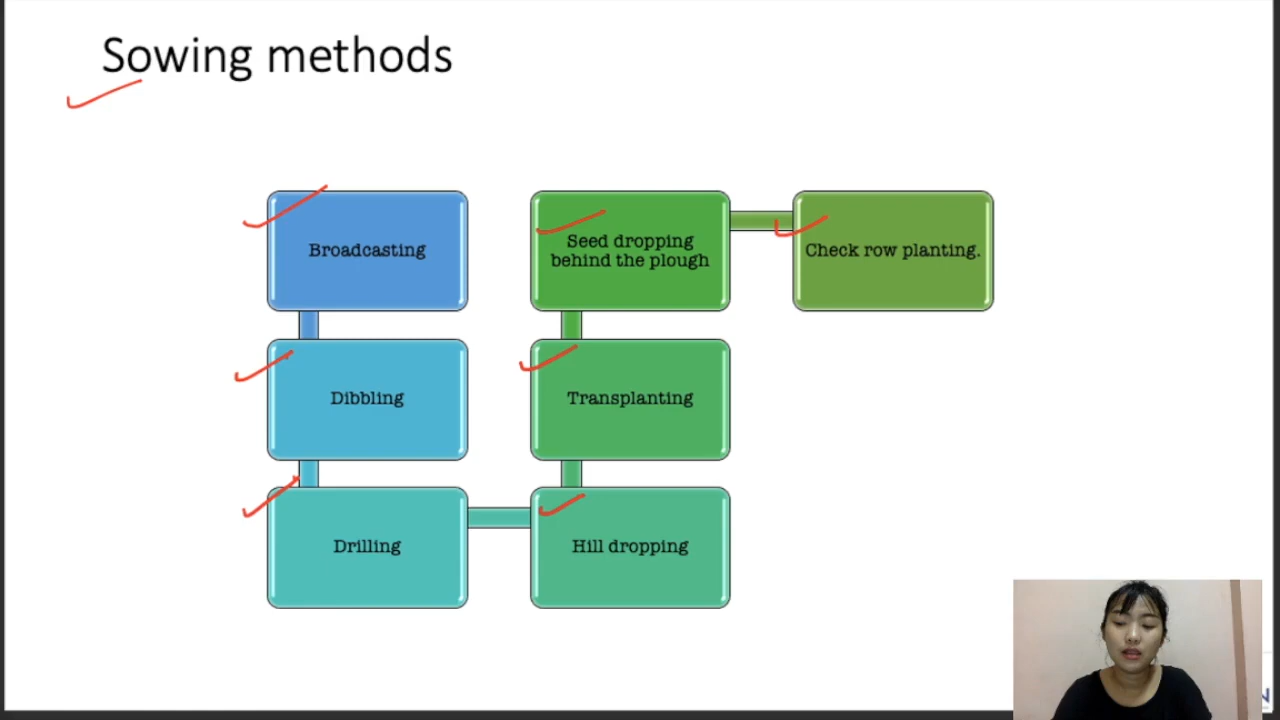 Sowing methods
Broadcasting
Dibbling
Drilling
Hill dropping
Transplanting
Seed dropping
behind the plough
Check row planting.